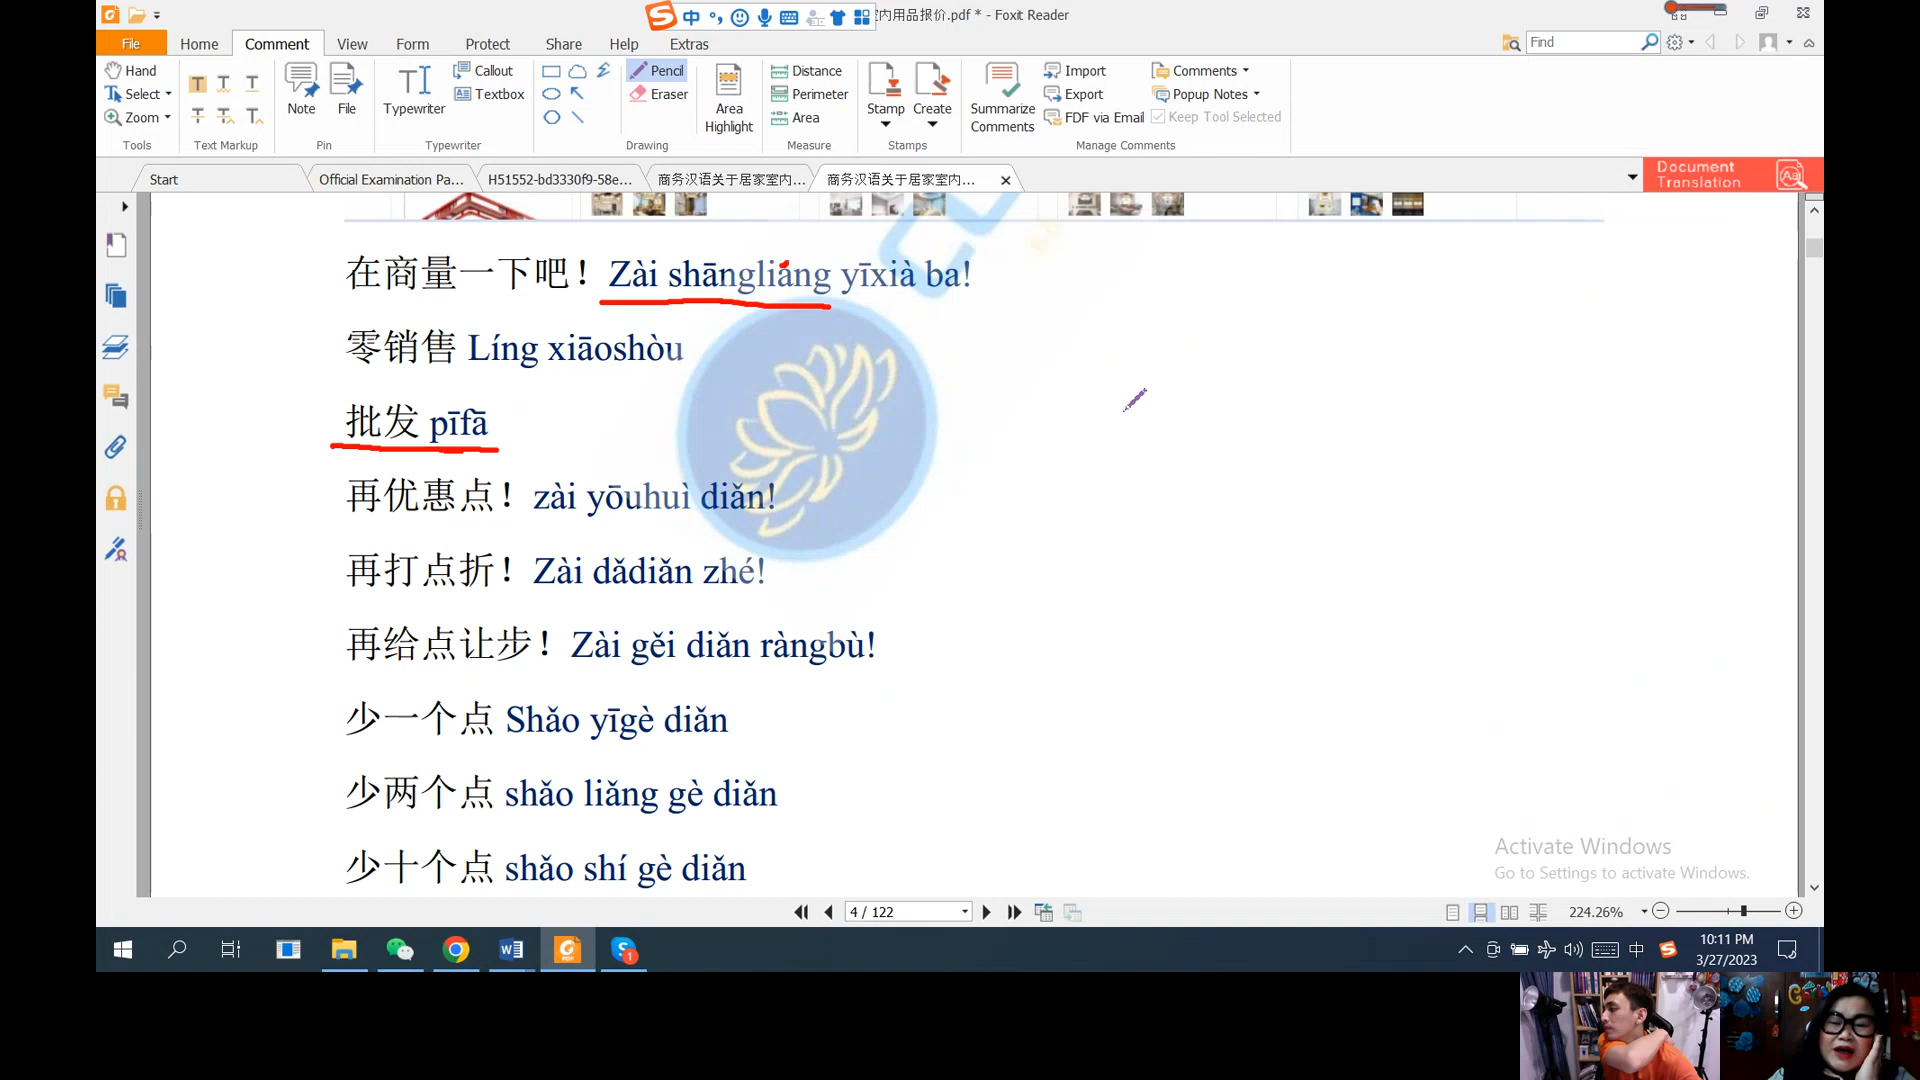 室内用品报价.pdf * - Foxit Reader
File Home Comment View Form Protect Share Help Extras
Find
Hand
Select
Zoom
Tools
Text Markup
Note
File
Pin
Typewriter
Callout
Textbox
Typewriter
Pencil
Eraser
Drawing
Area Highlight
Distance
Perimeter
Area
Measure
Stamp
Create
Stamps
Summarize Comments
Import
Export
FDF via Email
Comments
Popup Notes
Keep Tool Selected
Manage Comments
Start
Official Examination Pa...
H51552-bd3330f9-58e...
商务汉语关于居家室内...
商务汉语关于居家室内...
Document Translation
在商量一下吧！Zài shāngliáng yīxià ba!
零销售 Líng xiāoshòu
批发 pīfā
再优惠点！zài yōuhuì diǎn!
再打点折！Zài dǎdiǎn zhé!
再给点让步！Zài gěi diǎn ràngbù!
少一个点 Shǎo yīgè diǎn
少两个点 shǎo liǎng gè diǎn
少十个点 shǎo shí gè diǎn
Activate Windows
Go to Settings to activate Windows.
4 / 122
224.26%
中
10:11 PM
3/27/2023